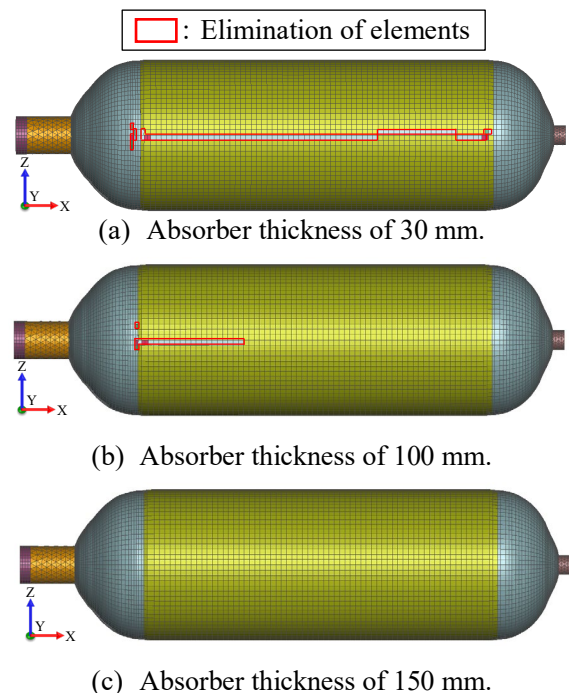 : Elimination of elements
Z
Y
X
(a) Absorber thickness of 30 mm.
Z
Y
X
(b) Absorber thickness of 100 mm.
Z
Y
X
(c) Absorber thickness of 150 mm.